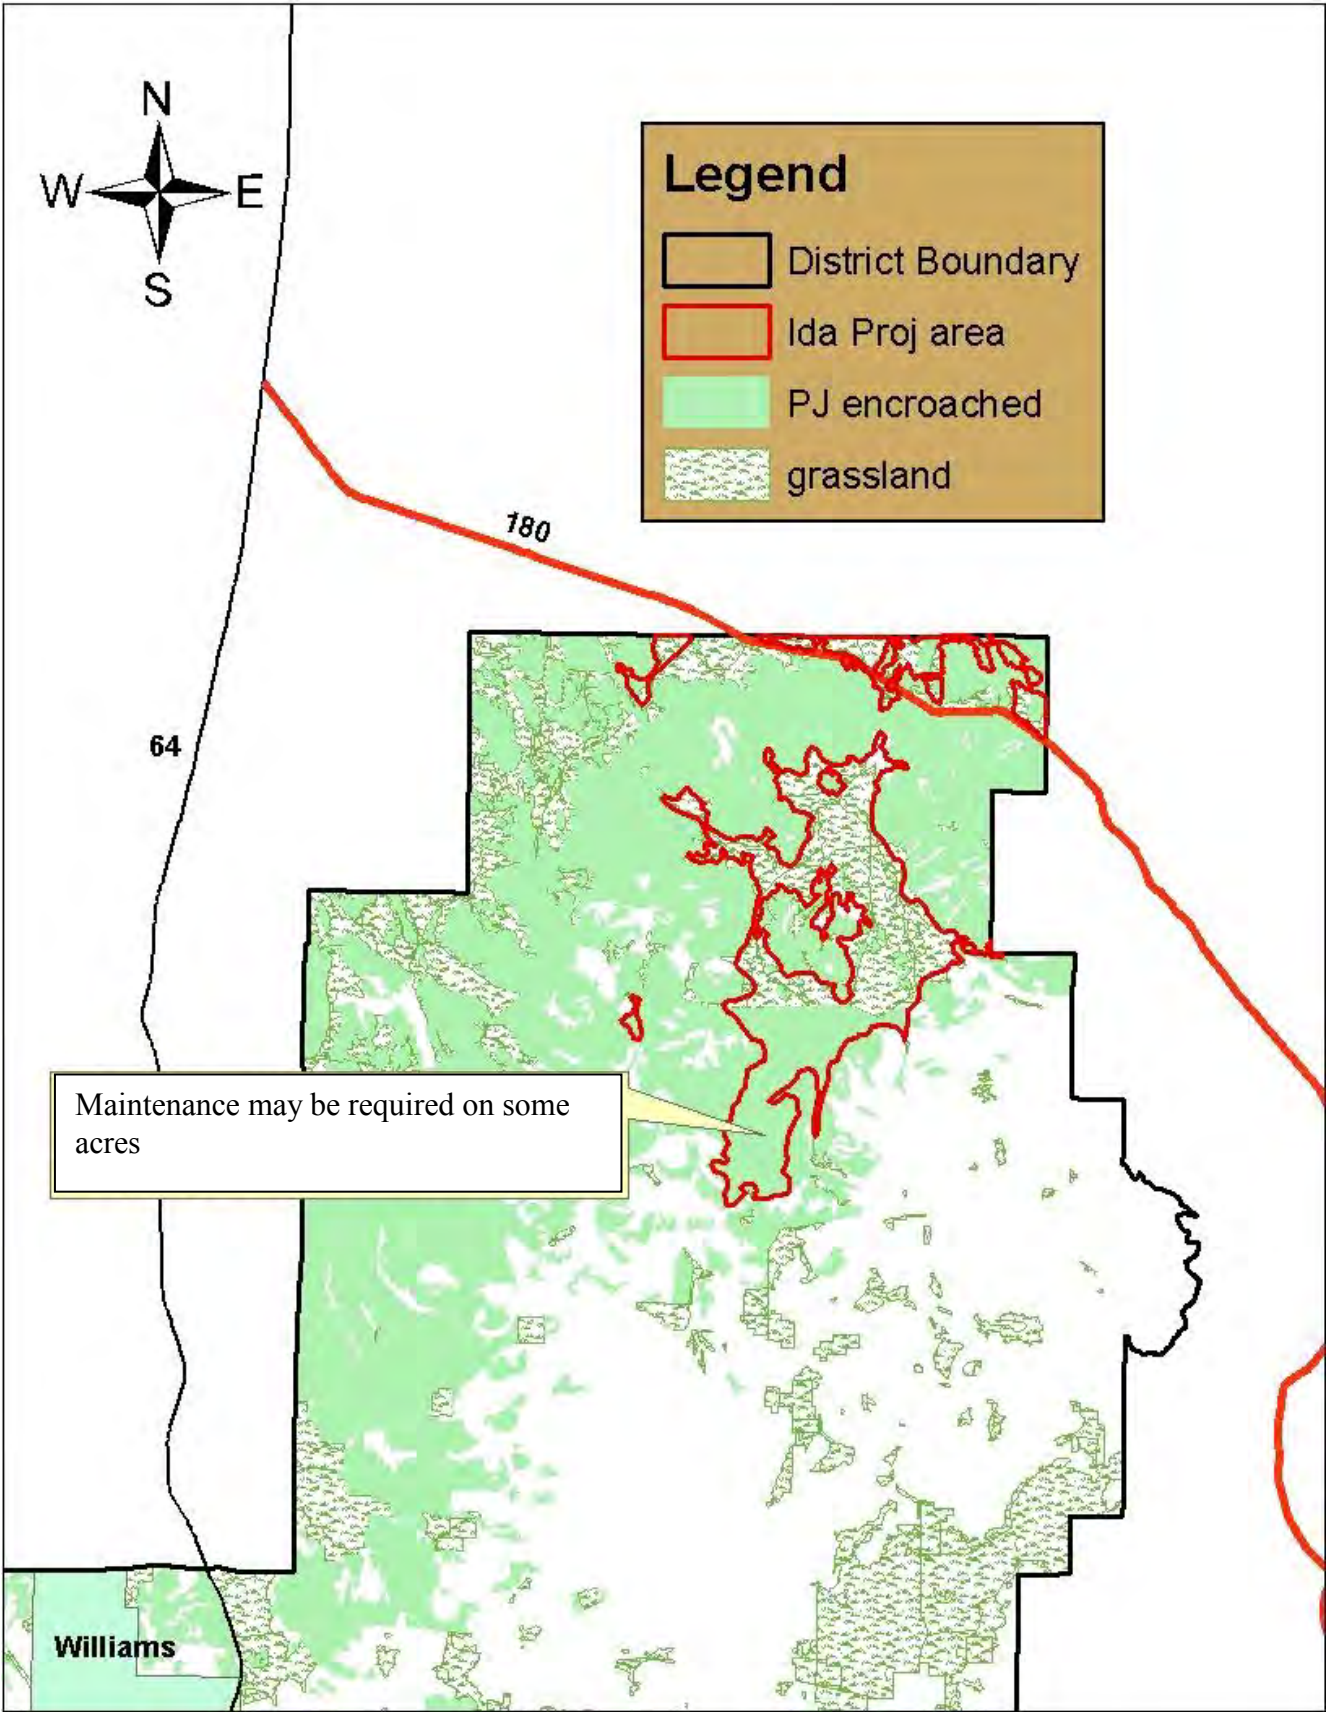 N
W E
S
Legend
District Boundary
Ida Proj area
PJ encroached
grassland
180
64
Maintenance may be required on some
acres
Williams